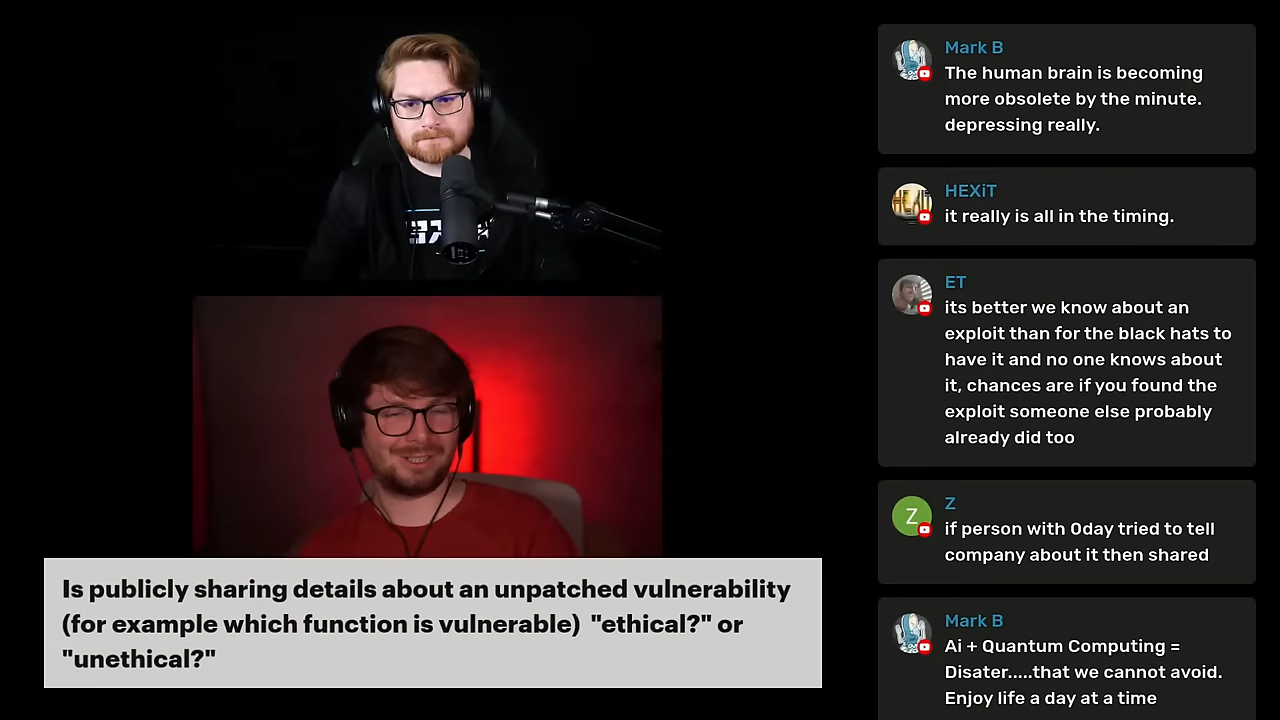 Is publicly sharing details about an unpatched vulnerability
(for example which function is vulnerable)  "ethical?" or
"unethical?"
Mark B
The human brain is becoming
more obsolete by the minute.
depressing really.
HEXiT
it really is all in the timing.
ET
its better we know about an
exploit than for the black hats to
have it and no one knows about
it, chances are if you found the
exploit someone else probably
already did too
Z
Z
if person with 0day tried to tell
company about it then shared
Mark B
Ai + Quantum Computing =
Disater.....that we cannot avoid.
Enjoy life a day at a time